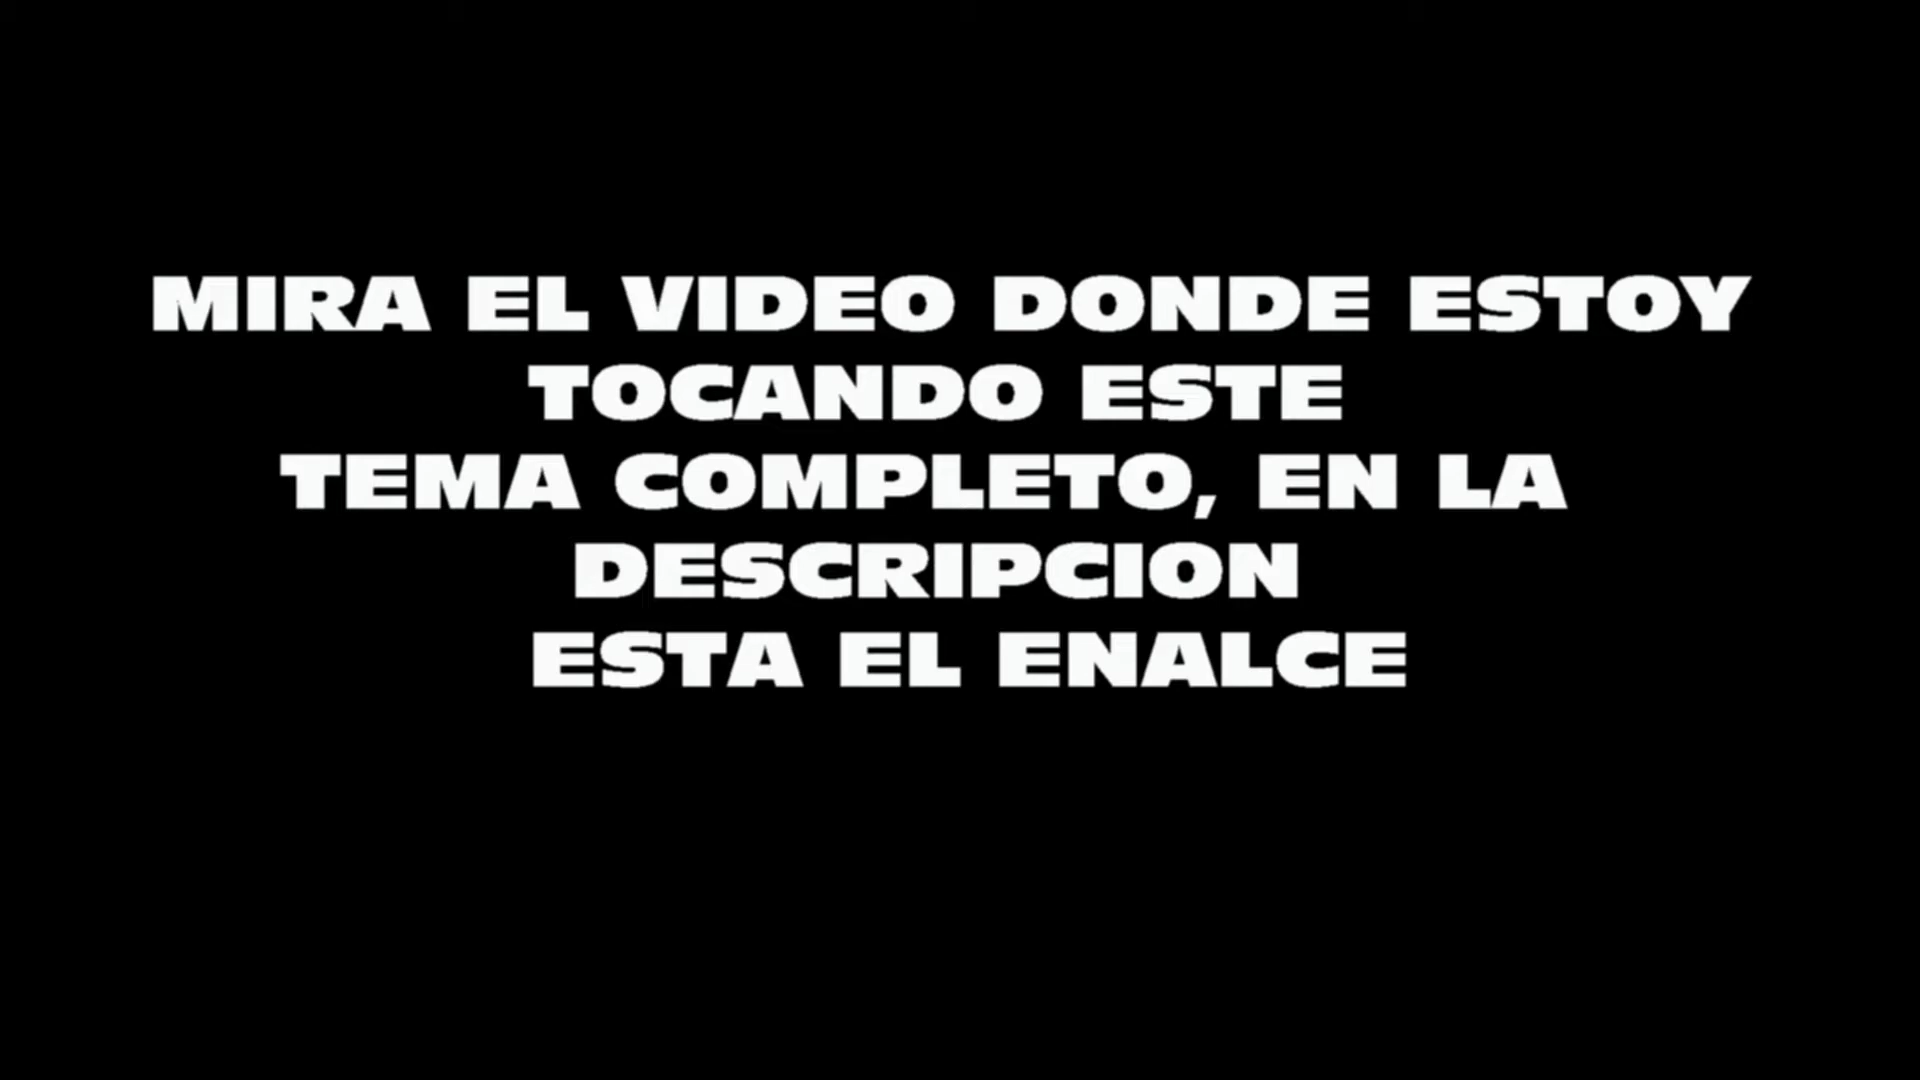 MIRA EL VIDEO DONDE ESTOY
TOCANDO ESTE
TEMA COMPLETO, EN LA
DESCRIPCION
ESTA EL ENALCE